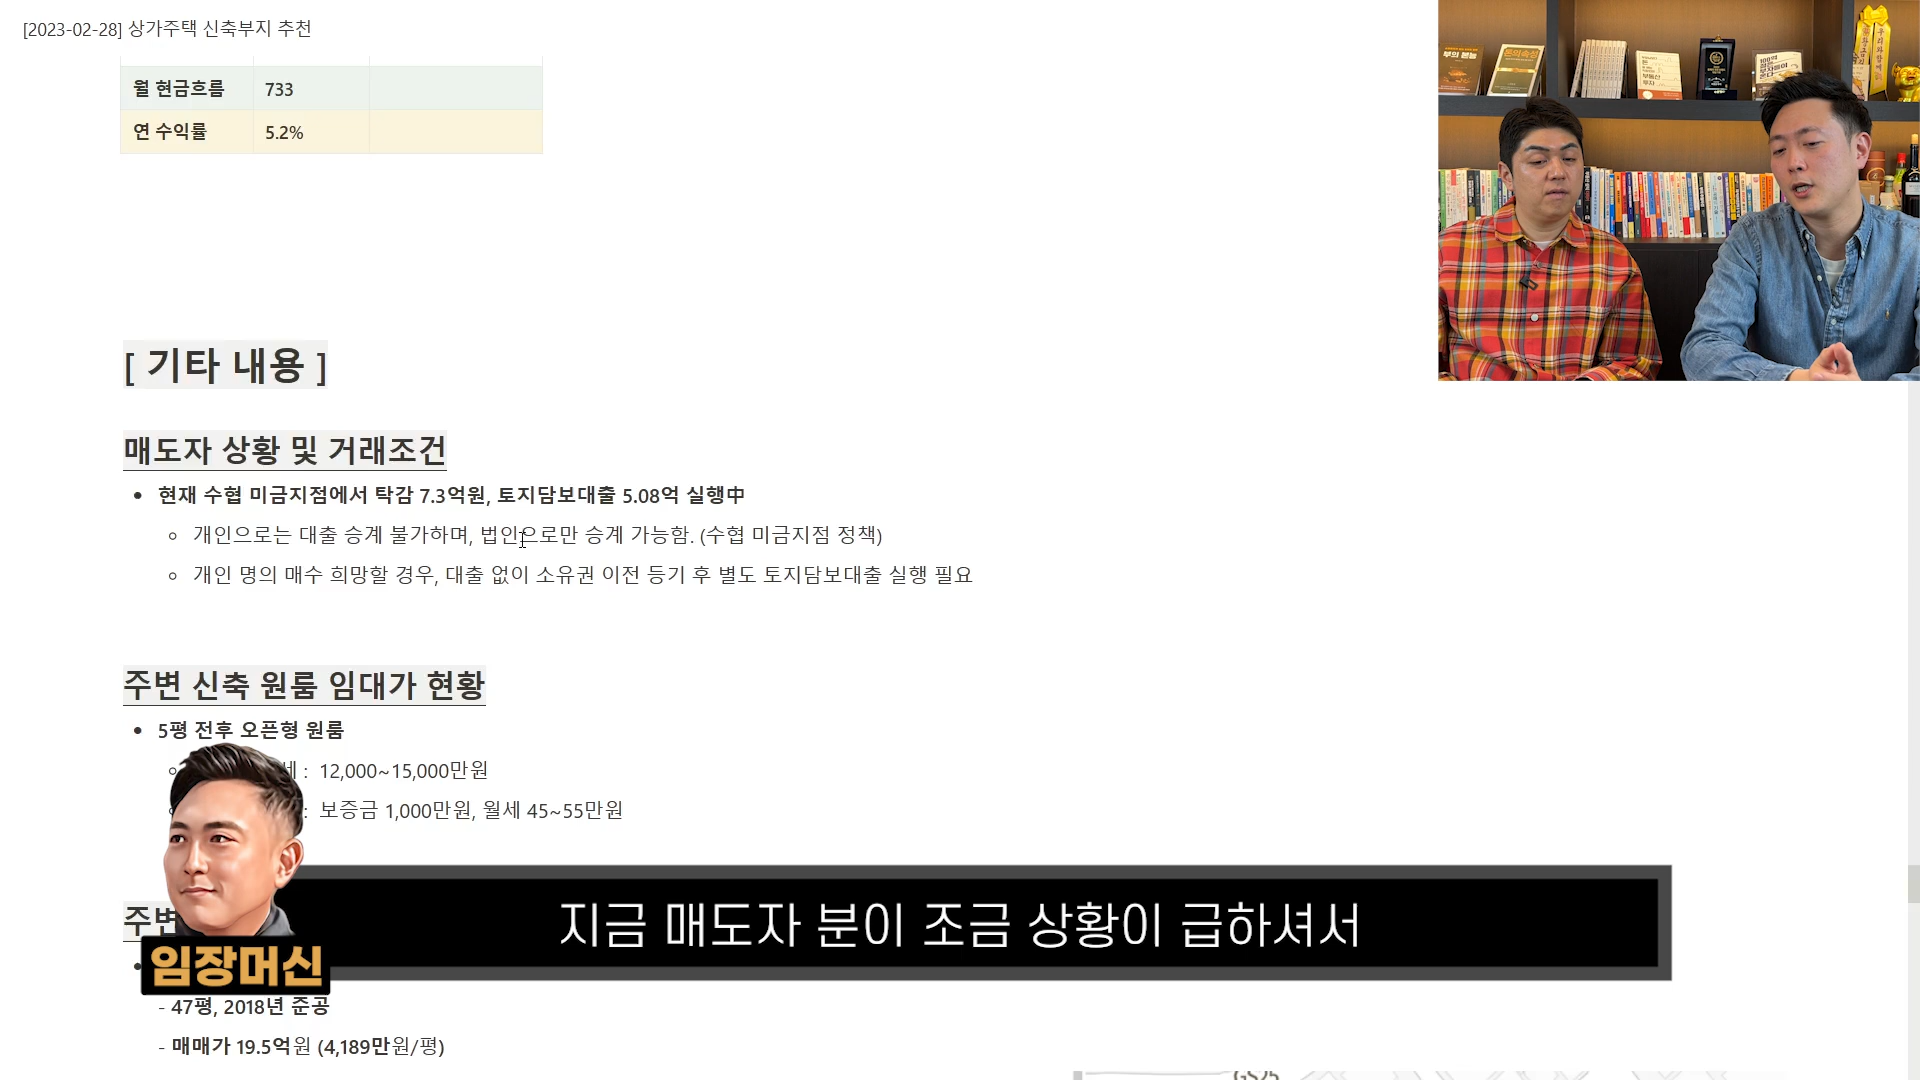 [2023-02-28] 상가주택 신축부지 추천
월 현금흐름 733
연 수익률 5.2%
[ 기타 내용 ]
매도자 상황 및 거래조건
현재 수협 미금지점에서 탁감 7.3억원, 토지담보대출 5.08억 실행中
개인으로는 대출 승계 불가하며, 법인으로만 승계 가능함. (수협 미금지점 정책)
개인 명의 매수 희망할 경우, 대출 없이 소유권 이전 등기 후 별도 토지담보대출 실행 필요
주변 신축 원룸 임대가 현황
5평 전후 오픈형 원룸
세 : 12,000~15,000만원
: 보증금 1,000만원, 월세 45~55만원
주변
지금 매도자 분이 조금 상황이 급하셔서
임장머신
- 47평, 2018년 준공
- 매매가 19.5억원 (4,189만원/평)
GS25
부의 본능
돈의속성